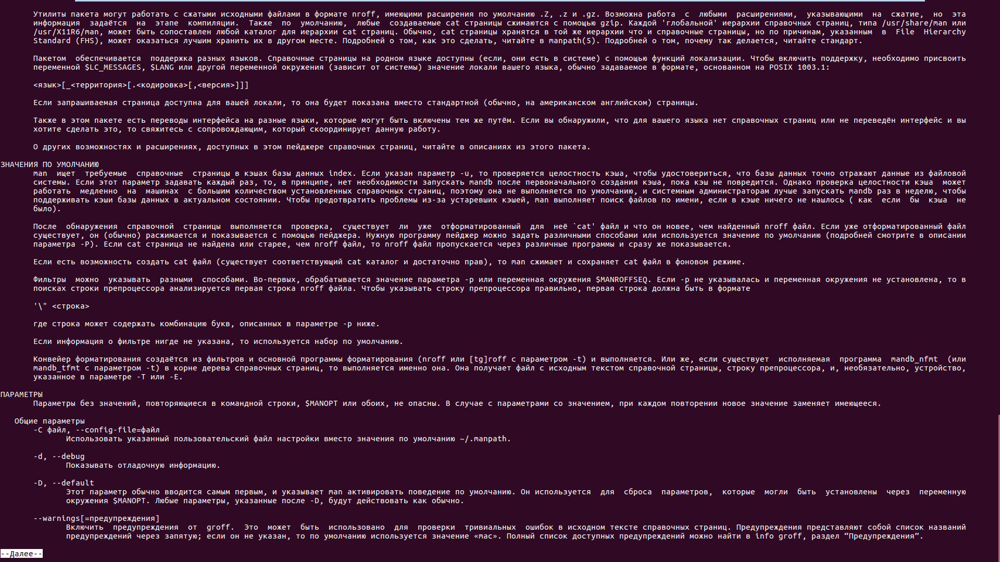 Утилиты пакета могут работать с сжатыми исходными файлами в формате nroff, имеющими расширения по умолчанию .Z, .z и .gz. Возможна работа с любыми расширениями, указывающими на сжатие, но эта
информация задаётся на этапе компиляции. Также по умолчанию, любые создаваемые cat страницы сжимаются с помощью gzip. Каждой 'глобальной' иерархии справочных страниц, типа /usr/share/man или
/usr/X11R6/man, может быть сопоставлен любой каталог для иерархии cat страниц. Обычно, cat страницы хранятся в той же иерархии что и справочные страницы, но по причинам, указанным в File Hierarchy
Standard (FHS), может оказаться лучшим хранить их в другом месте. Подробней о том, как это сделать, читайте в manpath(5). Подробней о том, почему так делается, читайте стандарт.
Пакетом обеспечивается поддержка разных языков. Справочные страницы на родном языке доступны (если, они есть в системе) с помощью функций локализации. Чтобы включить поддержку, необходимо присвоить
переменной $LC_MESSAGES, $LANG или другой переменной окружения (зависит от системы) значение локали вашего языка, обычно задаваемое в формате, основанном на POSIX 1003.1:
<язык>[_<территория>[.<кодировка>[,<версия>]]]
Если запрашиваемая страница доступна для вашей локали, то она будет показана вместо стандартной (обычно, на американском английском) страницы.
Также в этом пакете есть переводы интерфейса на разные языки, которые могут быть включены тем же путём. Если вы обнаружили, что для вашего языка нет справочных страниц или не переведён интерфейс и вы
хотите сделать это, то свяжитесь с сопровождающим, который скоординирует данную работу.
О других возможностях и расширениях, доступных в этом пейджере справочных страниц, читайте в описаниях из этого пакета.
ЗНАЧЕНИЯ ПО УМОЛЧАНИЮ
man ищет требуемые справочные страницы в кэшах базы данных index. Если указан параметр -u, то проверяется целостность кэша, чтобы удостовериться, что базы данных точно отражают данные из файловой
системы. Если этот параметр задавать каждый раз, то, в принципе, нет необходимости запускать mandb после первоначального создания кэша, пока кэш не повредится. Однако проверка целостности кэша может
работать медленно на машинах с большим количеством установленных справочных страниц, поэтому она не выполняется по умолчанию, и системным администраторам лучше запускать mandb раз в неделю, чтобы
поддерживать кэши базы данных в актуальном состоянии. Чтобы предотвратить проблемы из-за устаревших кэшей, man выполняет поиск файлов по имени, если в кэше ничего не нашлось ( как если бы кэша не
было).
После обнаружения справочной страницы выполняется проверка, существует ли уже отформатированный для неё `cat' файл и что он новее, чем найденный nroff файл. Если уже отформатированный файл
существует, он (обычно) расжимается и показывается с помощью пейджера. Нужную программу пейджер можно задать различными способами или используется значение по умолчанию (подробней смотрите в описании
параметра -P). Если cat страница не найдена или старее, чем nroff файл, то nroff файл пропускается через различные программы и сразу же показывается.
Если есть возможность создать cat файл (существует соответствующий cat каталог и достаточно прав), то man сжимает и сохраняет cat файл в фоновом режиме.
Фильтры можно указывать разными способами. Во-первых, обрабатывается значение параметра -p или переменная окружения $MANROFFSEQ. Если -p не указывалась и переменная окружения не установлена, то в
поисках строки препроцессора анализируется первая строка nroff файла. Чтобы указывать строку препроцессора правильно, первая строка должна быть в формате
'\" <строка>
где строка может содержать комбинацию букв, описанных в параметре -p ниже.
Если информация о фильтре нигде не указана, то используется набор по умолчанию.
Конвейер форматирования создаётся из фильтров и основной программы форматирования (nroff или [tg]roff с параметром -t) и выполняется. Или же, если существует исполняемая программа mandb_nfmt (или
mandb_tfmt с параметром -t) в корне дерева справочных страниц, то выполняется именно она. Она получает файл с исходным текстом справочной страницы, строку препроцессора, и, необязательно, устройство,
указанное в параметре -T или -E.
ПАРАМЕТРЫ
Параметры без значений, повторяющиеся в командной строки, $MANOPT или обоих, не опасны. В случае с параметрами со значением, при каждом повторении новое значение заменяет имеющееся.
Общие параметры
-C файл, --config-file=файл
Использовать указанный пользовательский файл настройки вместо значения по умолчанию ~/.manpath.
-d, --debug
Показывать отладочную информацию.
-D, --default
Этот параметр обычно вводится самым первым, и указывает man активировать поведение по умолчанию. Он используется для сброса параметров, которые могли быть установлены через переменную
окружения $MANOPT. Любые параметры, указанные после -D, будут действовать как обычно.
--warnings[=предупреждения]
Включить предупреждения от groff. Это может быть использовано для проверки тривиальных ошибок в исходном тексте справочных страниц. Предупреждения представляют собой список названий
предупреждений через запятую; если он не указан, то по умолчанию используется значение «mac». Полный список доступных предупреждений можно найти в info groff, раздел “Предупреждения”.
--Далее--